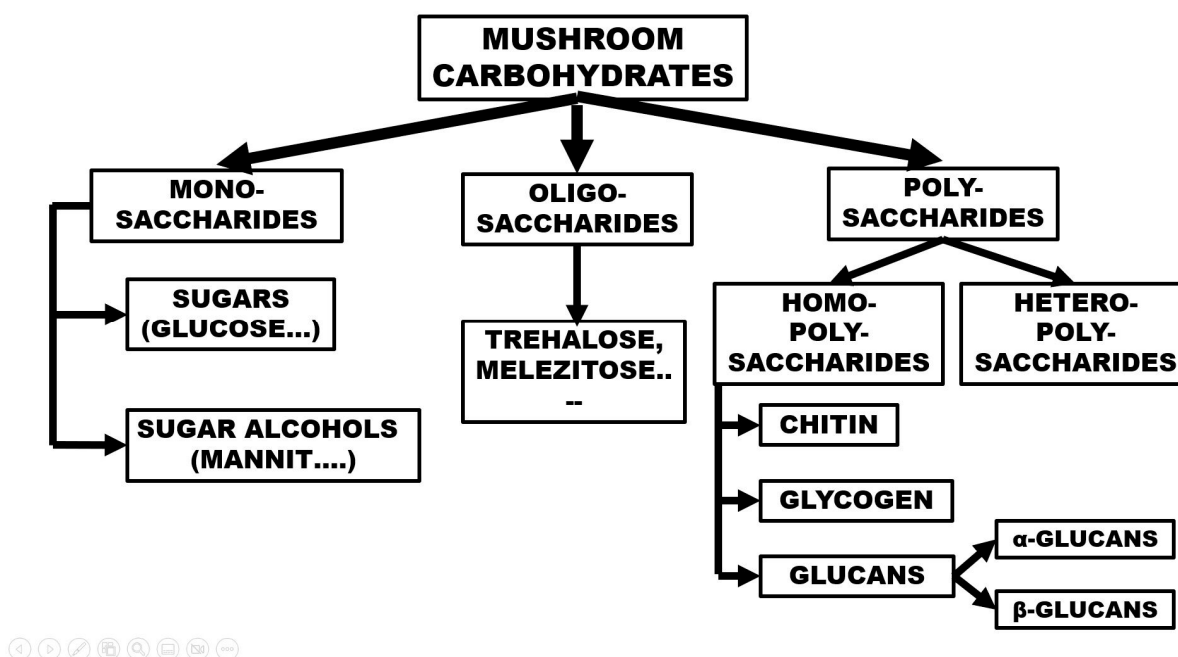 MUSHROOM
CARBOHYDRATES
MONO-
SACCHARIDES
OLIGO-
SACCHARIDES
POLY-
SACCHARIDES
SUGARS
(GLUCOSE...)
SUGAR ALCOHOLS
(MANNIT....)
TREHALOSE,
MELEZITOSE..
--
HOMO-
POLY-
SACCHARIDES
HETERO-
POLY-
SACCHARIDES
CHITIN
GLYCOGEN
GLUCANS
α-GLUCANS
β-GLUCANS